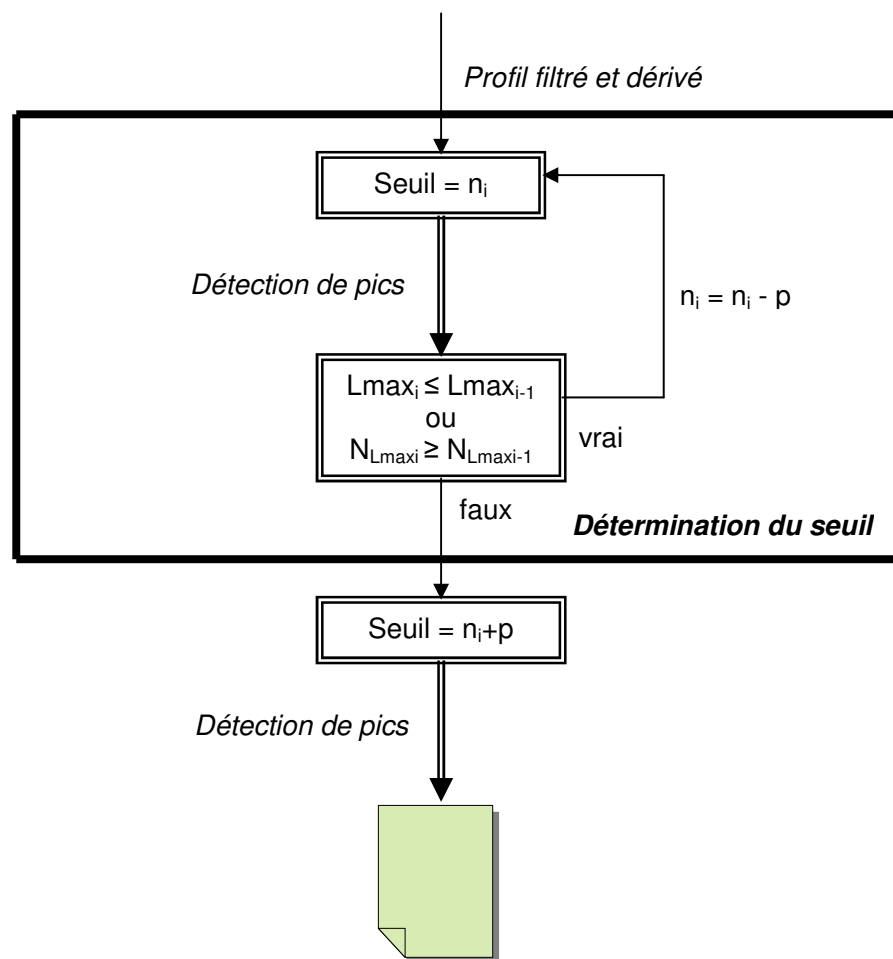 Profil filtré et dérivé
Seuil = nᵢ
Détection de pics
nᵢ = nᵢ - p
Lmaxᵢ ≤ Lmaxᵢ₋₁
ou
N_Lmaxi ≥ N_Lmaxi-1
vrai
faux
Détermination du seuil
Seuil = nᵢ+p
Détection de pics